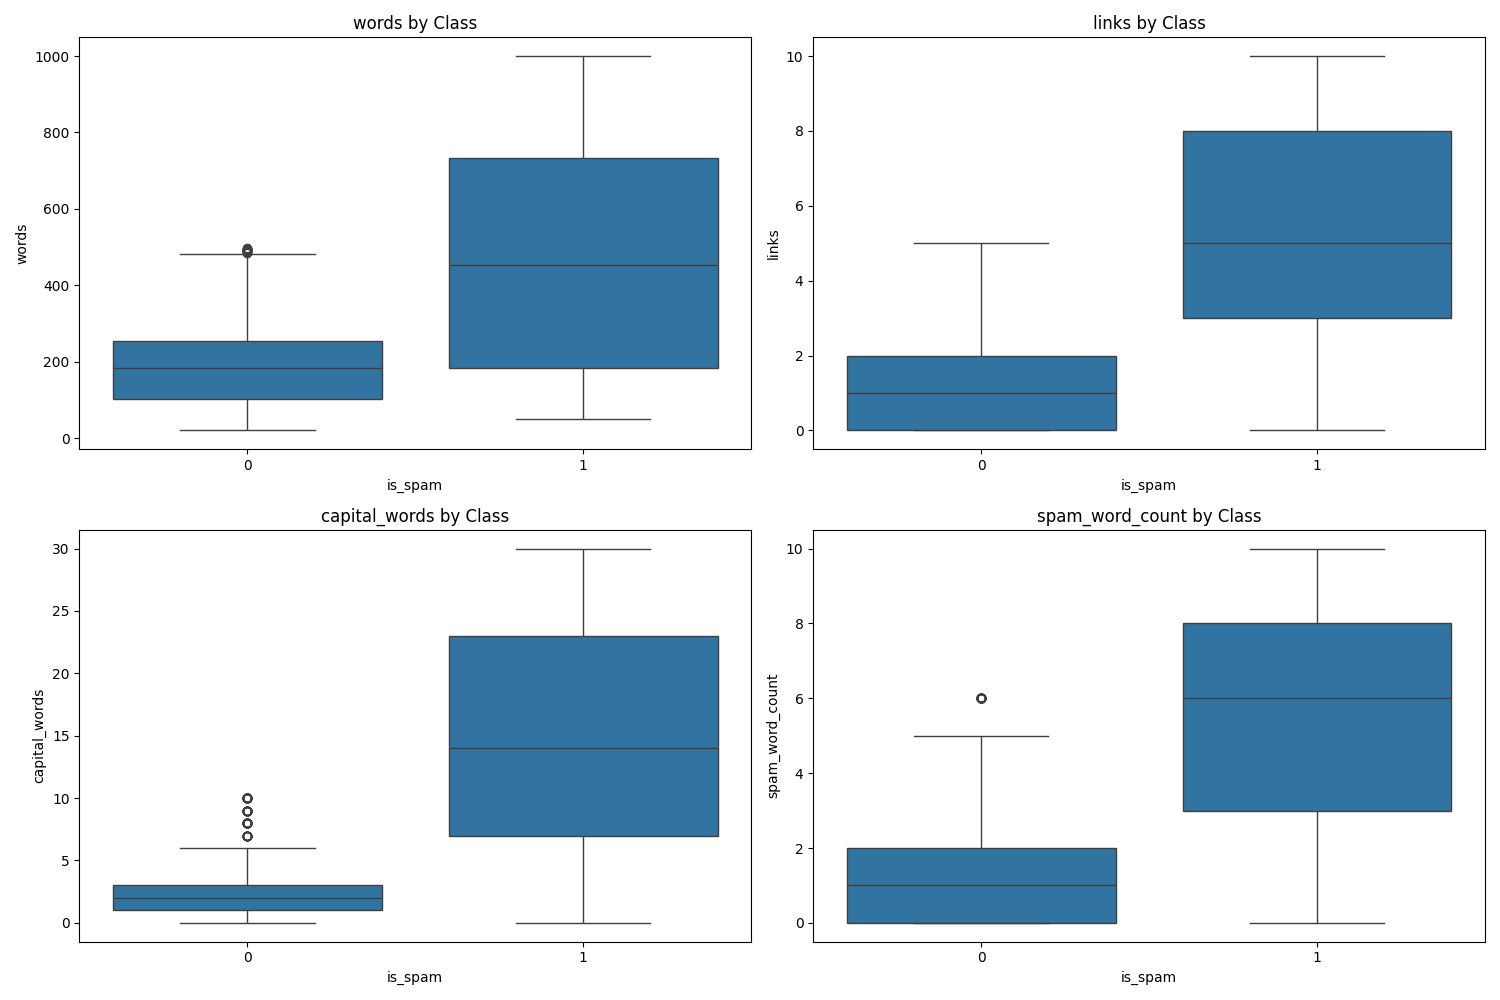 words by Class
1000
800
600
400
200
0
words
0 1
is_spam
links by Class
10
8
6
4
2
0
links
0 1
is_spam
capital_words by Class
30
25
20
15
10
5
0
capital_words
0 1
is_spam
spam_word_count by Class
10
8
6
4
2
0
spam_word_count
0 1
is_spam